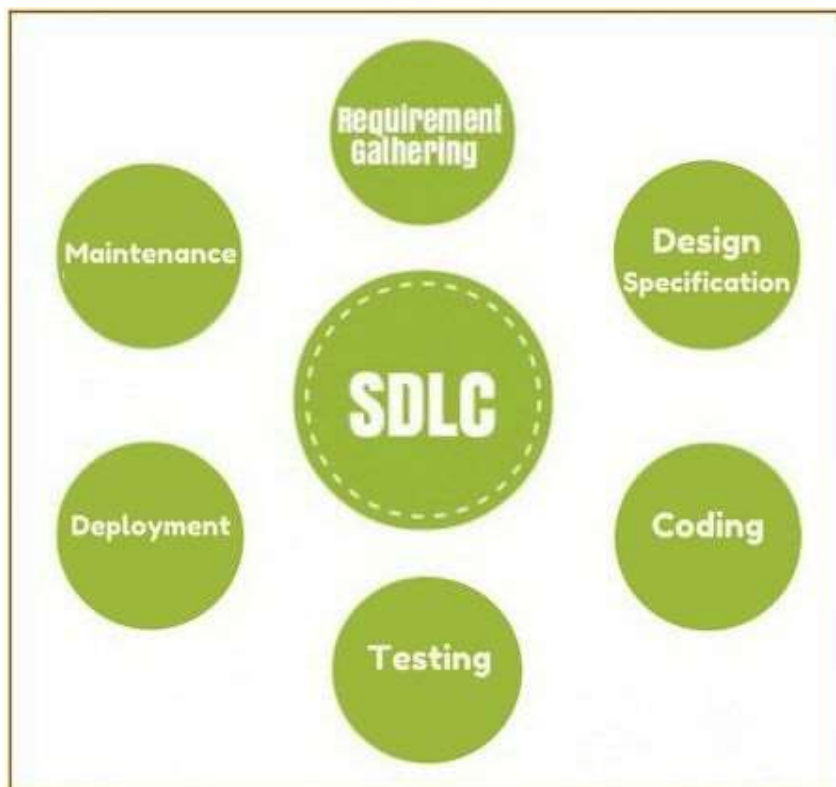 Requirement
Gathering
Design
Specification
Coding
Testing
Deployment
Maintenance
SDLC